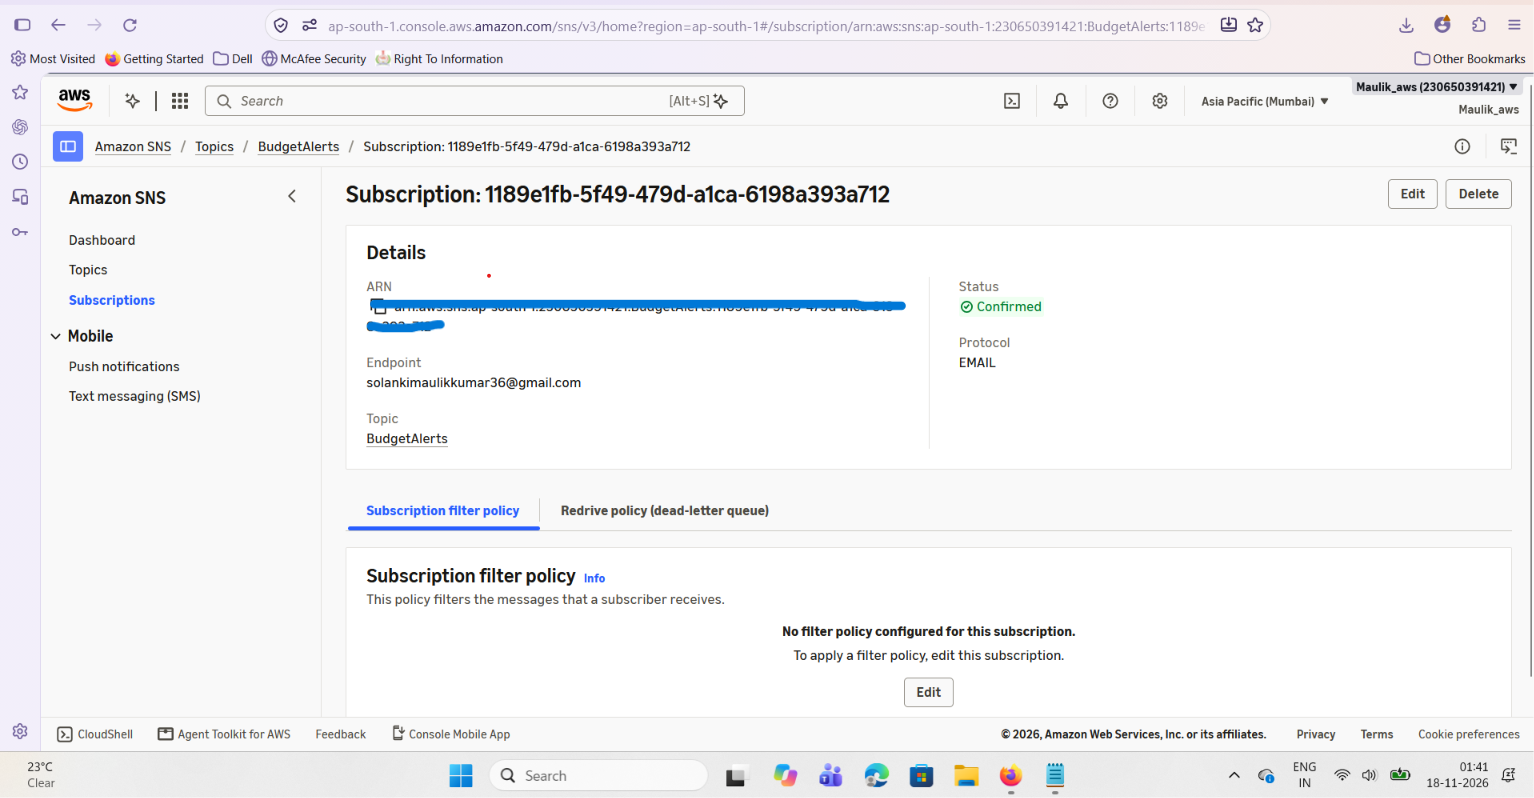 ap-south-1.console.aws.amazon.com/sns/v3/home?region=ap-south-1#/subscription/arn:aws:sns:ap-south-1:230650391421:BudgetAlerts:1189e
Most Visited Getting Started Dell McAfee Security Right To Information Other Bookmarks
aws Search [Alt+S] Asia Pacific (Mumbai) Maulik_aws (230650391421)
Maulik_aws
Amazon SNS / Topics / BudgetAlerts / Subscription: 1189e1fb-5f49-479d-a1ca-6198a393a712
Amazon SNS
Dashboard
Topics
Subscriptions
Mobile
Push notifications
Text messaging (SMS)
Subscription: 1189e1fb-5f49-479d-a1ca-6198a393a712
Edit Delete
Details
ARN
Endpoint
solankimaulikkumar36@gmail.com
Topic
BudgetAlerts
Status
Confirmed
Protocol
EMAIL
Subscription filter policy Redrive policy (dead-letter queue)
Subscription filter policy Info
This policy filters the messages that a subscriber receives.
No filter policy configured for this subscription.
To apply a filter policy, edit this subscription.
Edit
CloudShell Agent Toolkit for AWS Feedback Console Mobile App © 2026, Amazon Web Services, Inc. or its affiliates. Privacy Terms Cookie preferences
23°C
Clear
Search
ENG
IN
01:41
18-11-2026